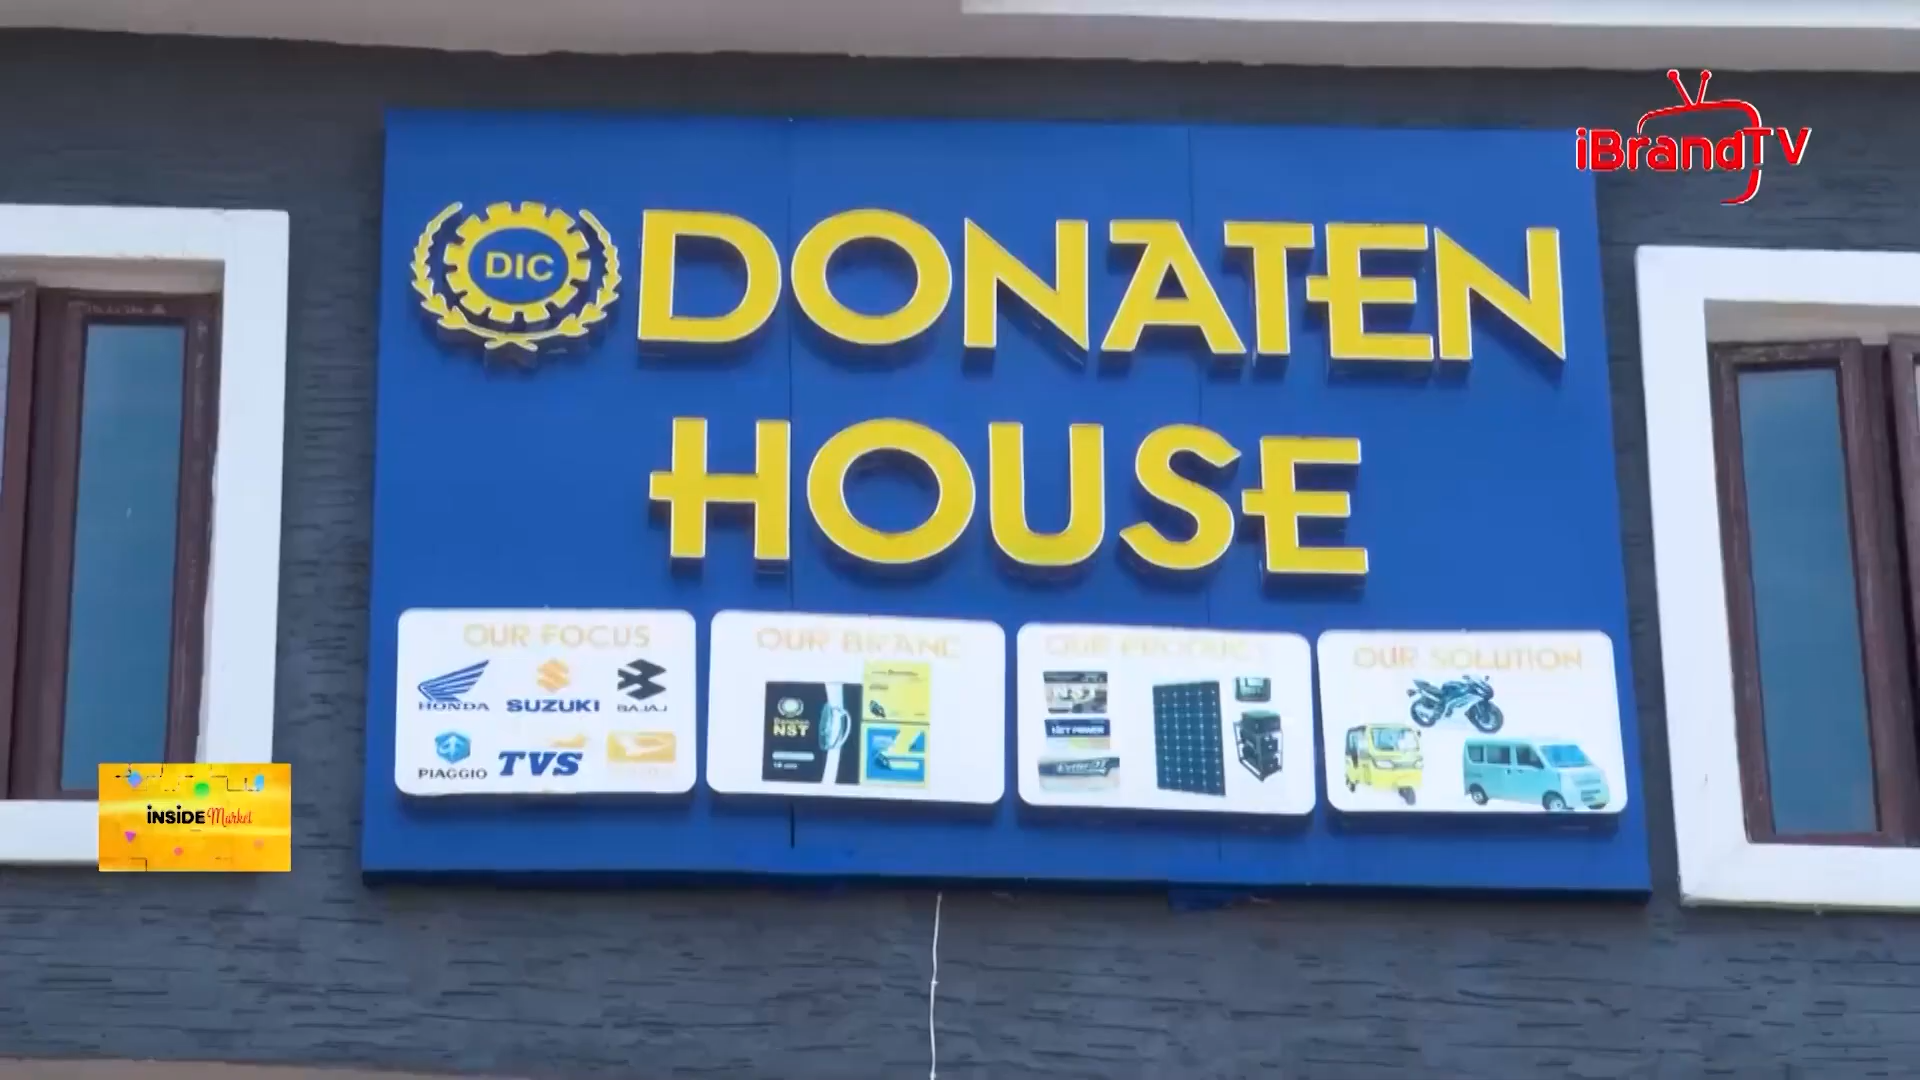 iBrandTV
DIC
DONATEN
HOUSE
OUR FOCUS
HONDA
SUZUKI
BAJAJ
PIAGGIO
TVS
OUR BRAND
NST
OUR PRODUCT
NST
OUR SOLUTION
iNSiDE Market